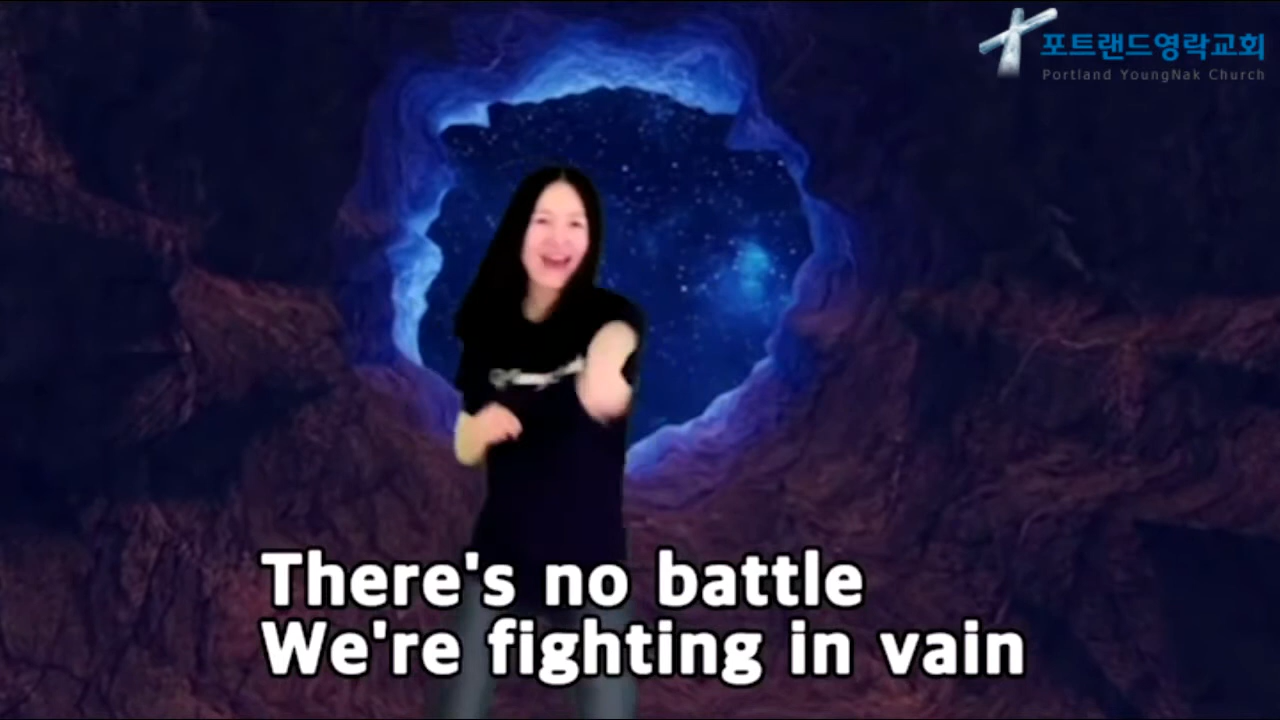 포트랜드영락교회
Portland YoungNak Church
There's no battle
We're fighting in vain